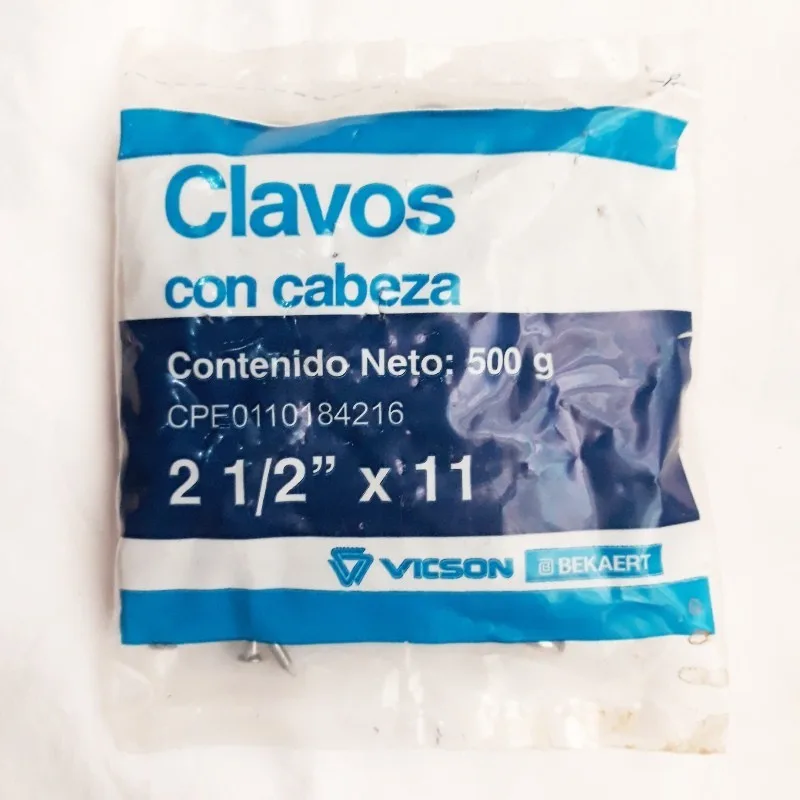 Clavos
con cabeza
Contenido Neto: 500 g
CPE0110184216
2 1/2” x 11
VICSON BEKAERT